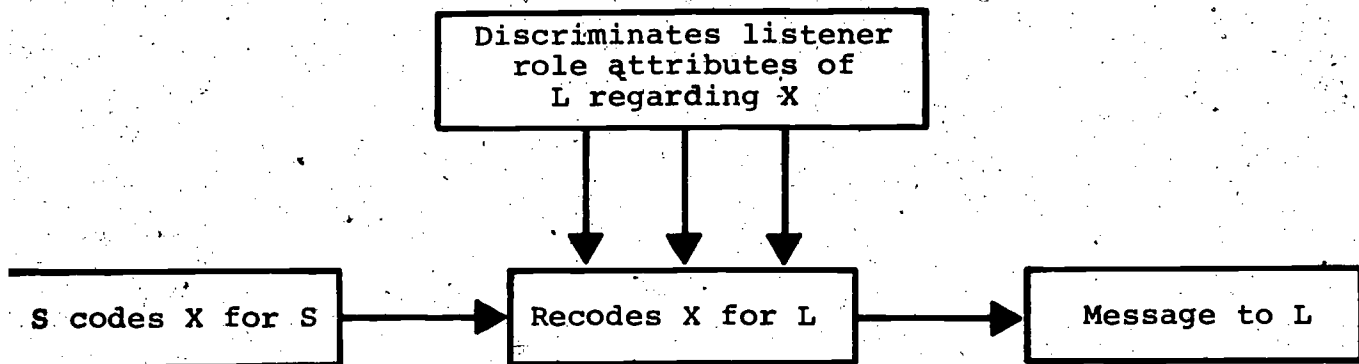 Discriminates listener
role attributes of
L regarding X
S codes X for S
Recodes X for L
Message to L